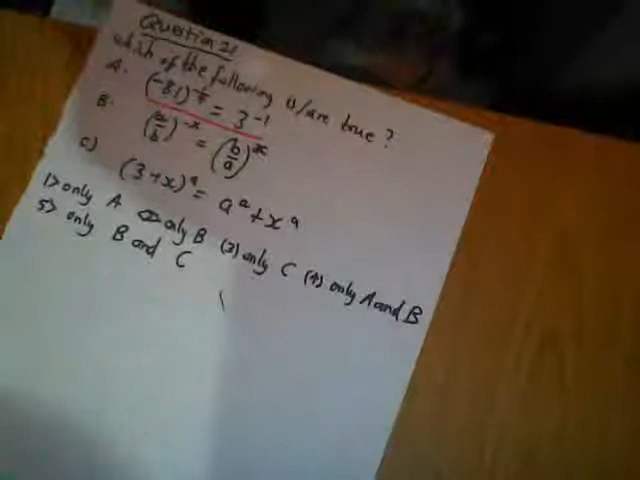 Question 21
which of the following is/are true?
A. (-81)^-1/4 = 3^-1
B. (a/b)^-x = (b/a)^x
C) (3+x)^a = a^a + x^a
1> only A 2> only B (3) only C (4) only A and B
5> only B and C